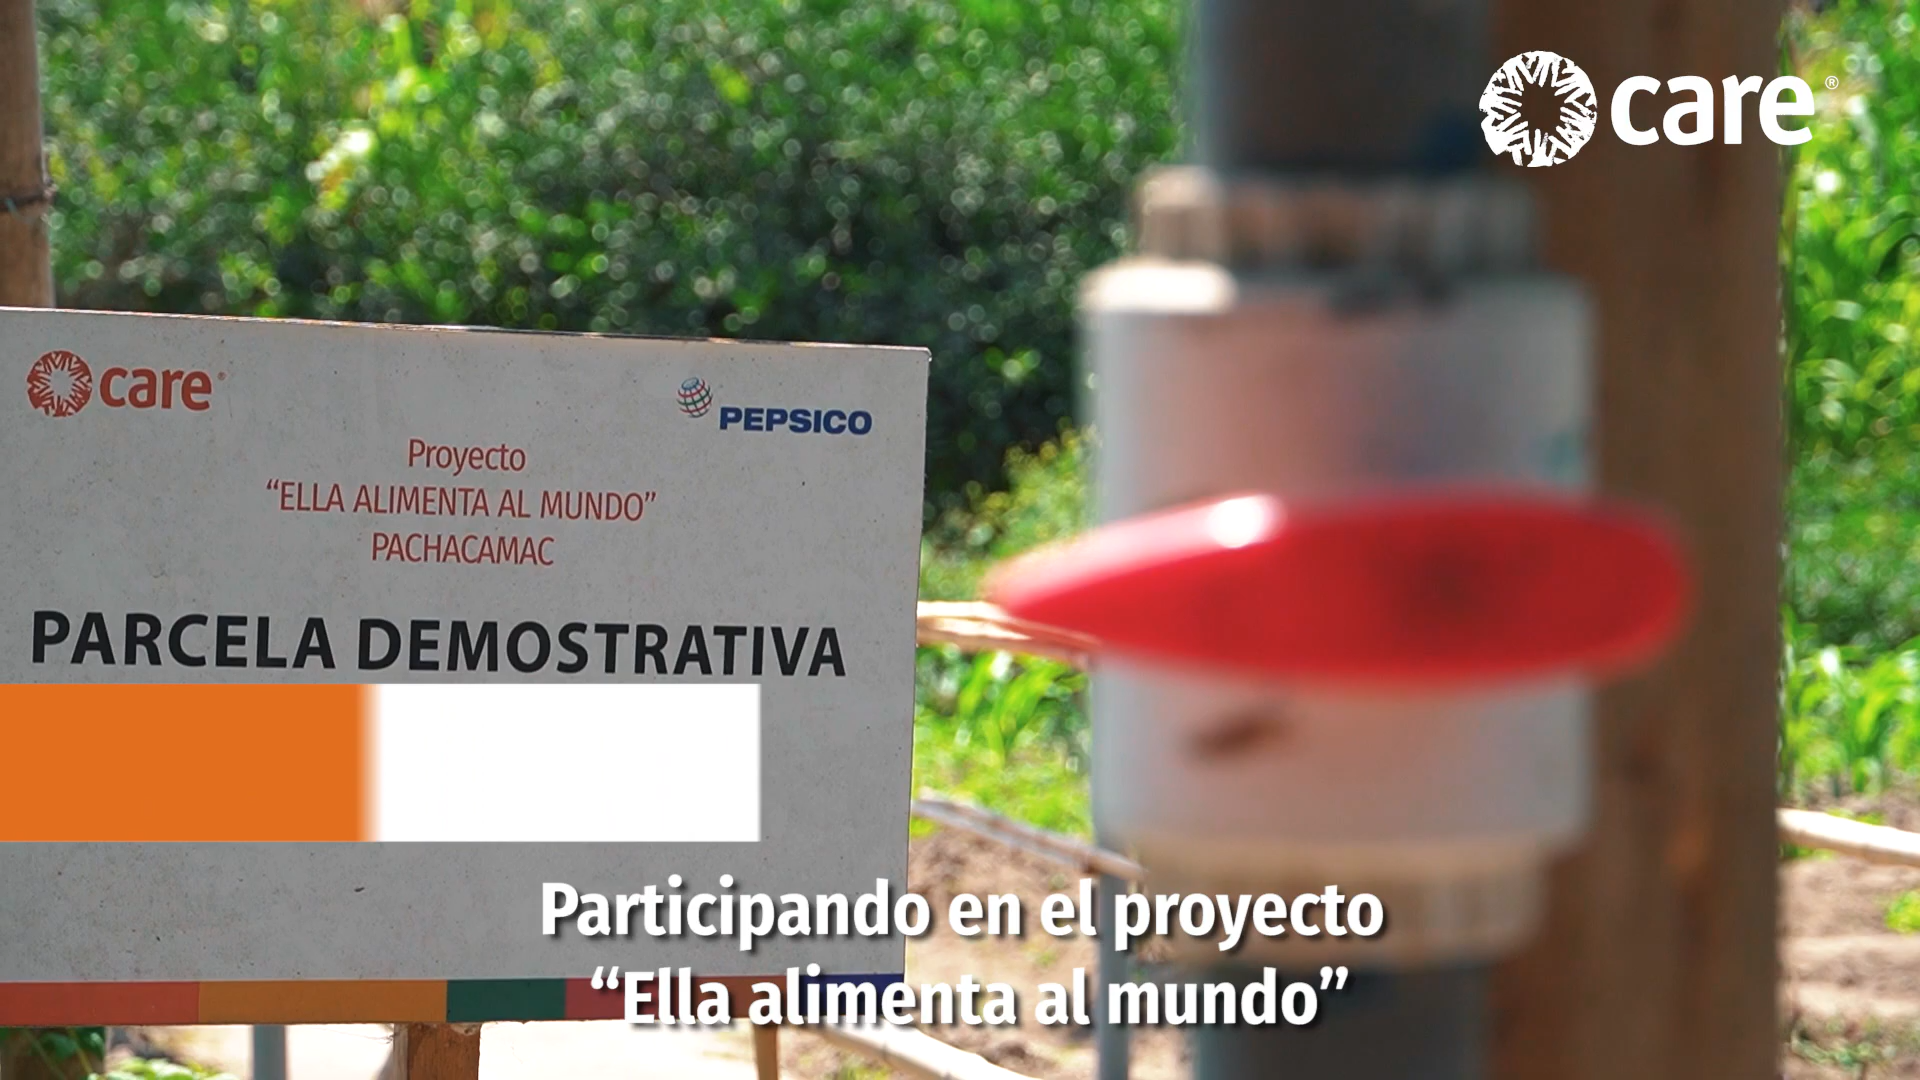 care®
care®
PEPSICO
Proyecto
“ELLA ALIMENTA AL MUNDO”
PACHACAMAC
PARCELA DEMOSTRATIVA
Participando en el proyecto
“Ella alimenta al mundo”